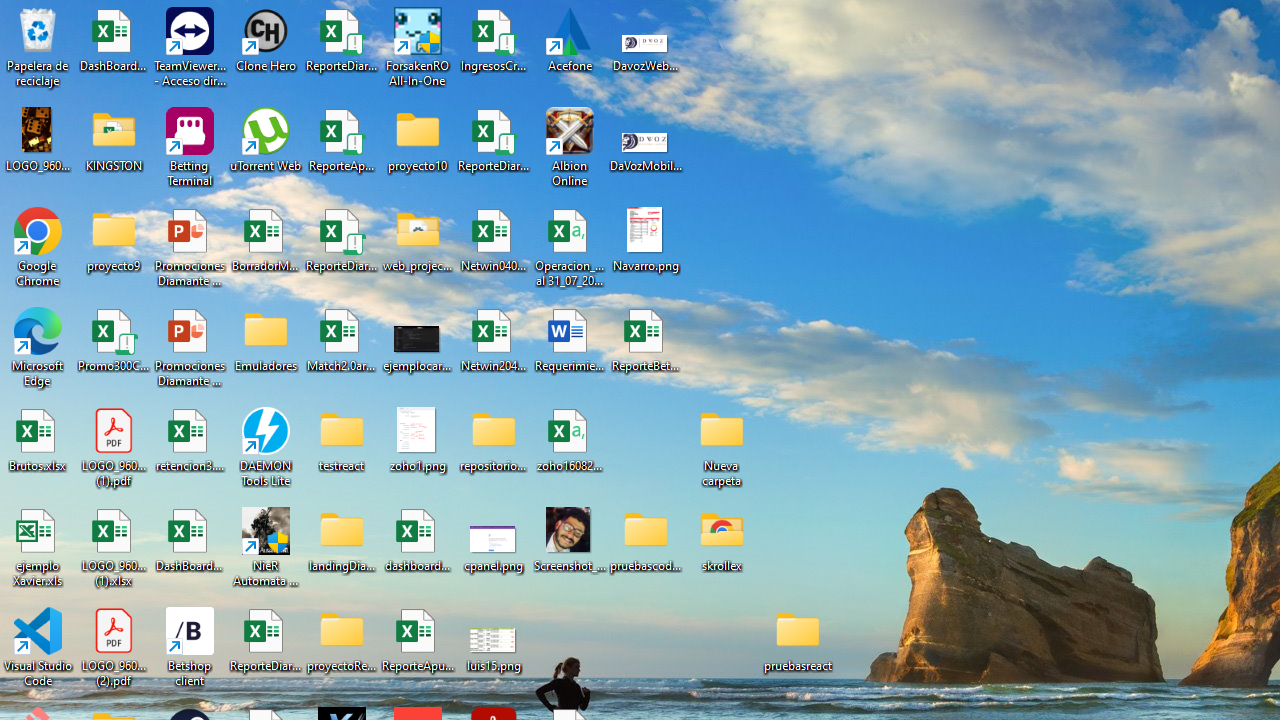 Papelera de
reciclaje
DashBoard...
TeamViewer...
- Acceso dir...
Clone Hero
ReporteDiar...
ForsakenRO
All-In-One
IngresosCr...
Acefone
DavozWeb...
LOGO_960...
KINGSTON
Betting
Terminal
uTorrent Web
ReporteAp...
proyecto10
ReporteDiar...
Albion
Online
DaVozMobil...
Google
Chrome
proyecto9
Promociones
Diamante ...
BorradorM...
ReporteDiar...
web_projec...
Netwin040...
Operacion_...
al 31_07_20...
Navarro.png
Microsoft
Edge
Promo300C...
Promociones
Diamante ...
Emuladores
Match2.0ar...
ejemplocar...
Netwin204...
Requerimie...
ReporteBet...
Brutos.xlsx
LOGO_960...
(1).pdf
retencion3....
DAEMON
Tools Lite
testreact
zoho1.png
repositorio...
zoho16082...
Nueva
carpeta
ejemplo
Xavier.xls
LOGO_960...
(1).xlsx
DashBoard...
NieR
Automata ...
landingDia...
dashboard...
cpanel.png
Screenshot_...
pruebascod...
skrollex
Visual Studio
Code
LOGO_960...
(2).pdf
/B
Betshop
client
ReporteDiar...
proyectoRe...
ReporteApu...
luis15.png
pruebasreact